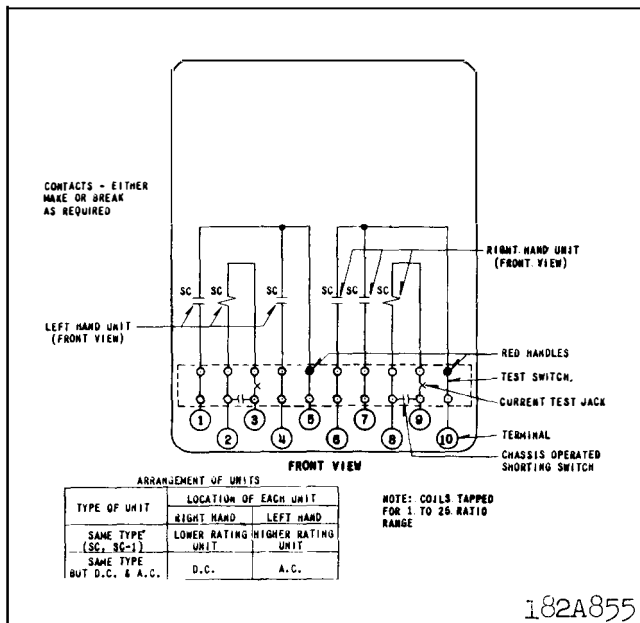 CONTACTS - EITHER
MAKE OR BREAK
AS REQUIRED
RIGHT HAND UNIT
(FRONT VIEW)
SC SC SC SC SC SC
LEFT HAND UNIT
(FRONT VIEW)
RED HANDLES
TEST SWITCH,
CURRENT TEST JACK
1 2 3 4 5 6 7 8 9 10
TERMINAL
CHASSIS OPERATED
SHORTING SWITCH
FRONT VIEW
ARRANGEMENT OF UNITS
TYPE OF UNIT
LOCATION OF EACH UNIT
RIGHT HAND LEFT HAND
SAME TYPE
(SC, SC-1)
LOWER RATING
UNIT
HIGHER RATING
UNIT
SAME TYPE
BUT D.C. & A.C.
D.C. A.C.
NOTE: COILS TAPPED
FOR 1 TO 25 RATIO
RANGE
182A855